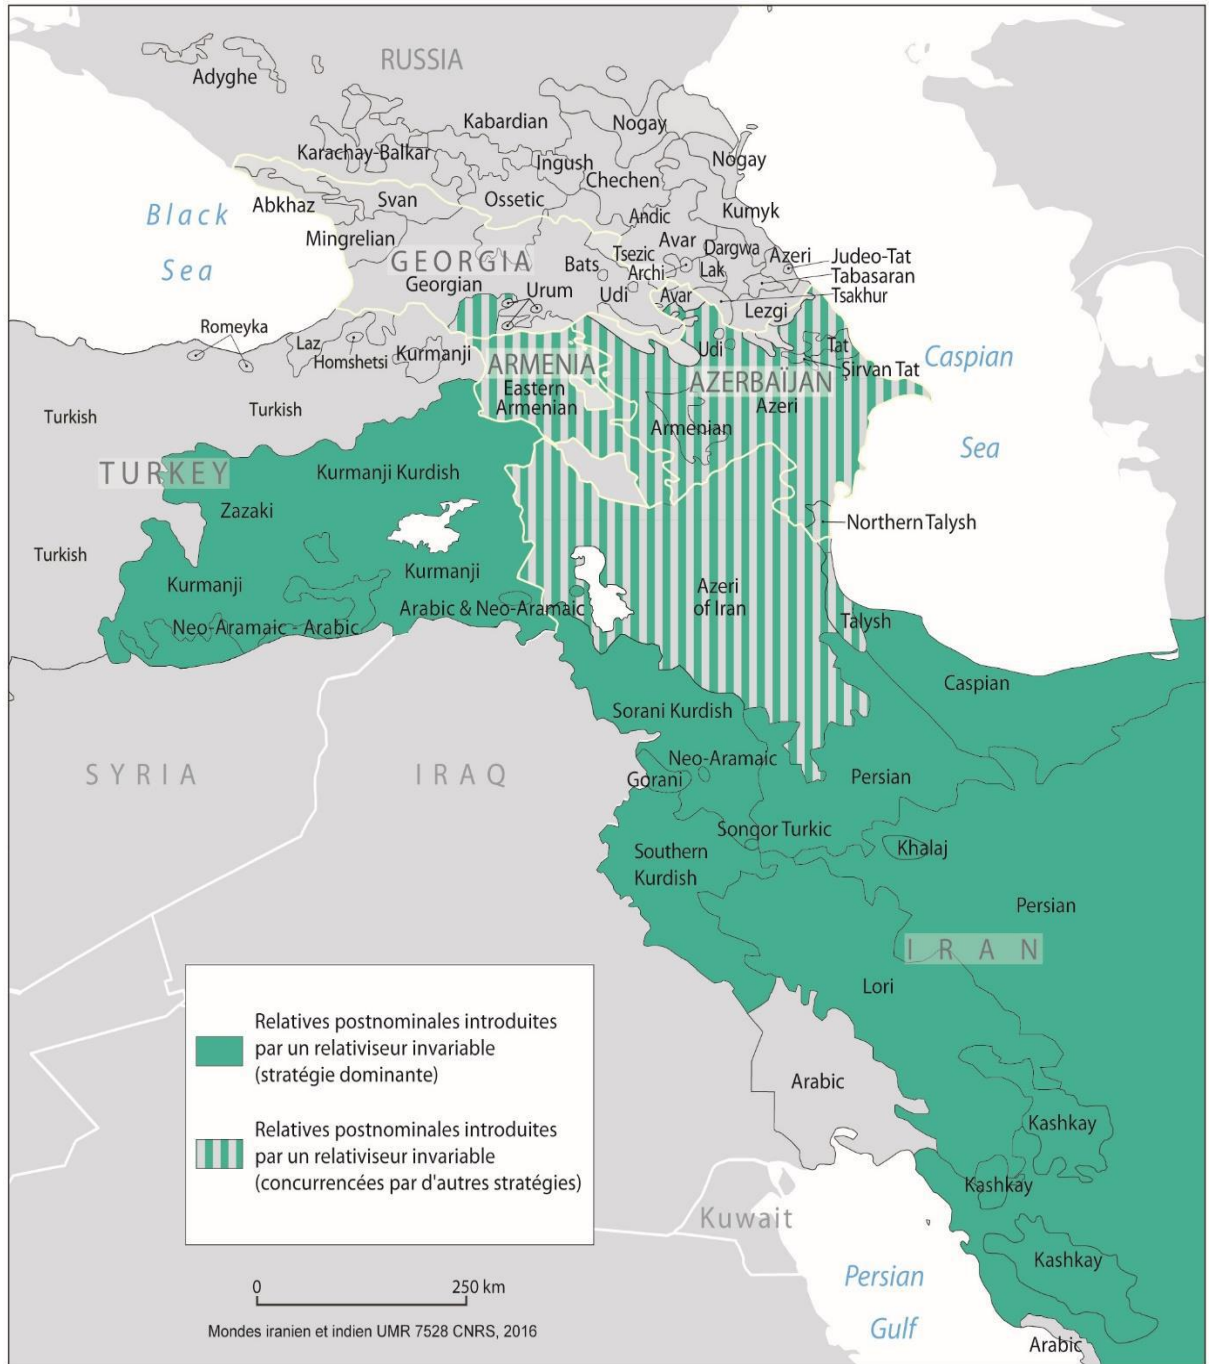 RUSSIA
Adyghe
Kabardian
Nogay
Karachay-Balkar
Ingush
Nogay
Chechen
Abkhaz
Svan
Ossetic
Andic
Kumyk
Black
Sea
Mingrelian
Avar
Dargwa
Azeri
Judeo-Tat
Tsezic
GEORGIA
Bats
Archi
Lak
Tabasaran
Georgian
Urum
Udi
Avar
Tsakhur
Lezgi
Romeyka
Laz
Homshetsi
Kurmanji
Udi
Tat
ARMENIA
Şirvan Tat
Caspian
Sea
Eastern
Armenian
AZERBAÏJAN
Azeri
Turkish
Turkish
Armenian
TURKEY
Kurmanji Kurdish
Zazaki
Northern Talysh
Turkish
Kurmanji
Kurmanji
Azeri
of Iran
Arabic & Neo-Aramaic
Neo-Aramaic - Arabic
Talysh
Caspian
Sorani Kurdish
SYRIA
IRAQ
Neo-Aramaic
Gorani
Persian
Songor Turkic
Khalaj
Southern
Kurdish
Persian
IRAN
Lori
Relatives postnominales introduites
par un relativiseur invariable
(stratégie dominante)
Relatives postnominales introduites
par un relativiseur invariable
(concurrencées par d'autres stratégies)
Arabic
Kashkay
Kashkay
Kuwait
Kashkay
Persian
Gulf
Arabic
0 250 km
Mondes iranien et indien UMR 7528 CNRS, 2016